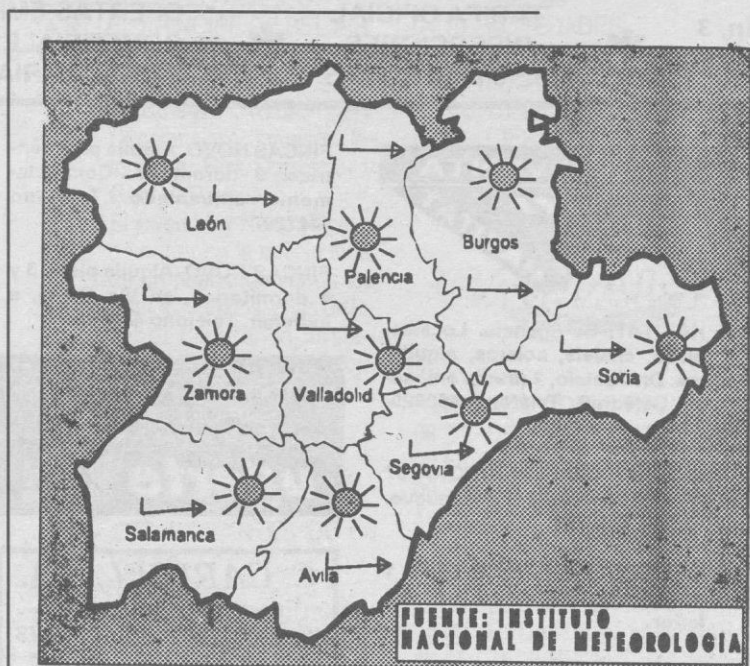 León
Palencia
Burgos
Zamora
Valladolid
Soria
Segovia
Salamanca
Avila
FUENTE: INSTITUTO
NACIONAL DE METEOROLOGIA